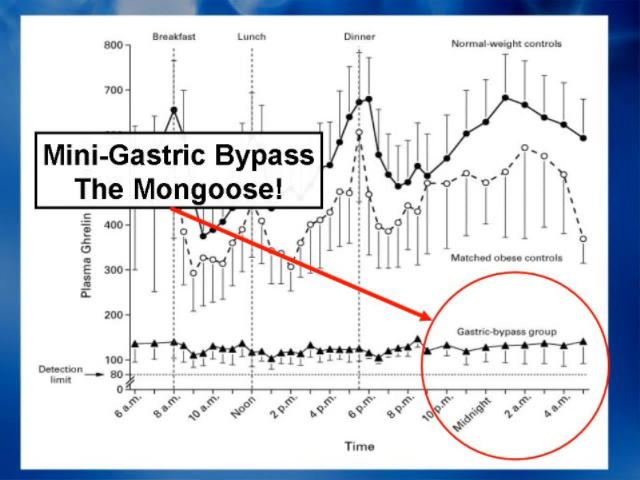 Breakfast Lunch Dinner
Normal-weight controls
800
700
Mini-Gastric Bypass
The Mongoose!
Plasma Ghrelin
400
300
200
100
80
0
Matched obese controls
Gastric-bypass group
Detection
limit
6 a.m. 8 a.m. 10 a.m. Noon 2 p.m. 4 p.m. 6 p.m. 8 p.m. 10 p.m. Midnight 2 a.m. 4 a.m.
Time